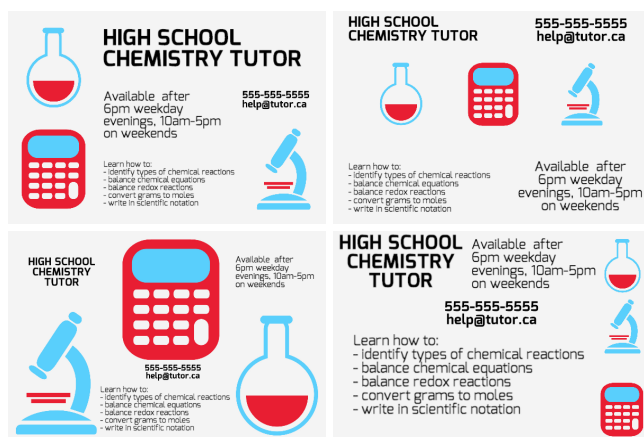 HIGH SCHOOL
CHEMISTRY TUTOR
Available after
6pm weekday
evenings, 10am-5pm
on weekends
555-555-5555
help@tutor.ca
Learn how to:
- identify types of chemical reactions
- balance chemical equations
- balance redox reactions
- convert grams to moles
- write in scientific notation
HIGH SCHOOL
CHEMISTRY TUTOR
555-555-5555
help@tutor.ca
Learn how to:
- identify types of chemical reactions
- balance chemical equations
- balance redox reactions
- convert grams to moles
- write in scientific notation
Available after
6pm weekday
evenings, 10am-5pm
on weekends
HIGH SCHOOL
CHEMISTRY
TUTOR
Available after
6pm weekday
evenings, 10am-5pm
on weekends
555-555-5555
help@tutor.ca
Learn how to:
- identify types of chemical reactions
- balance chemical equations
- balance redox reactions
- convert grams to moles
- write in scientific notation
HIGH SCHOOL
CHEMISTRY
TUTOR
Available after
6pm weekday
evenings, 10am-5pm
on weekends
555-555-5555
help@tutor.ca
Learn how to:
- identify types of chemical reactions
- balance chemical equations
- balance redox reactions
- convert grams to moles
- write in scientific notation